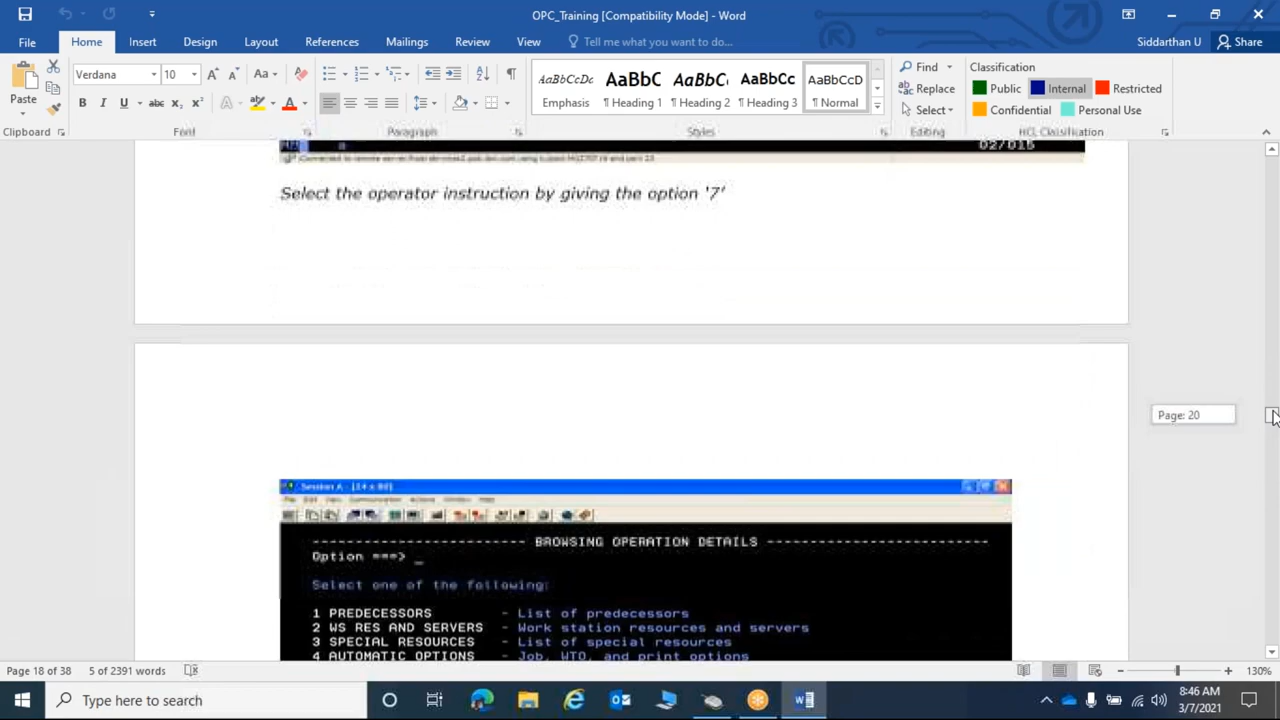 OPC_Training [Compatibility Mode] - Word
File Home Insert Design Layout References Mailings Review View Tell me what you want to do... Siddarthan U Share
Paste
Clipboard
Verdana 10
Font
Paragraph
AaBbCcDc AaBbC AaBbC AaBbCc AaBbCcD
Emphasis ¶ Heading 1 ¶ Heading 2 ¶ Heading 3 ¶ Normal
Styles
Find
Replace
Select
Editing
Classification
Public Internal Restricted
Confidential Personal Use
HCL Classification
02/015
Select the operator instruction by giving the option '7'
Page: 20
Session A - [24 x 80]
BROWSING OPERATION DETAILS
Option ===> _
Select one of the following:
1 PREDECESSORS - List of predecessors
2 WS RES AND SERVERS - Work station resources and servers
3 SPECIAL RESOURCES - List of special resources
4 AUTOMATIC OPTIONS - Job, WTO, and print options
Page 18 of 38 5 of 2391 words 130%
Type here to search
8:46 AM
3/7/2021